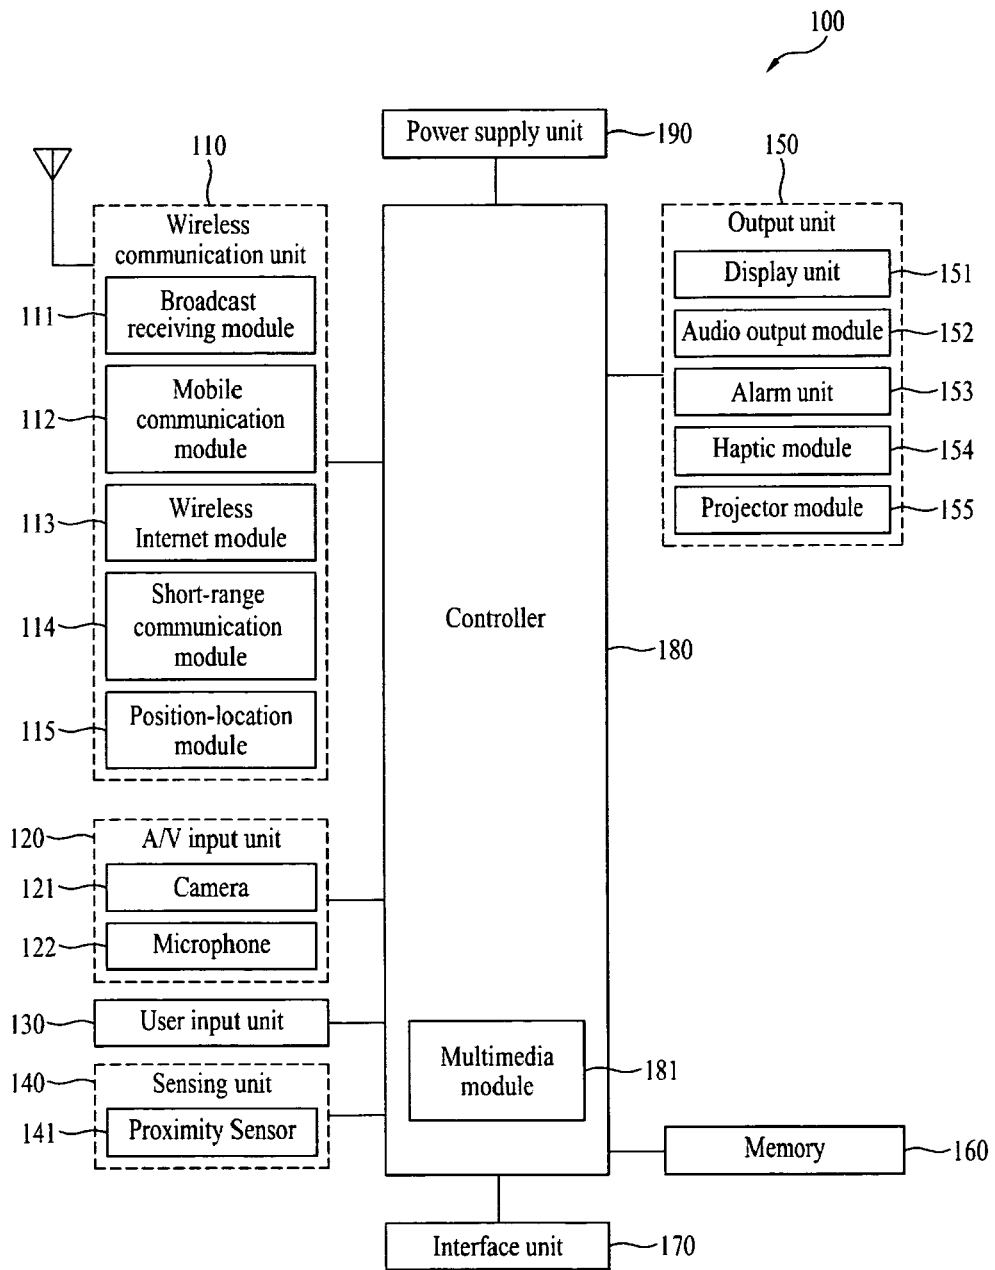 100
Power supply unit
190
110
Wireless
communication unit
111
Broadcast
receiving module
112
Mobile
communication
module
113
Wireless
Internet module
114
Short-range
communication
module
115
Position-location
module
120
A/V input unit
121
Camera
122
Microphone
130
User input unit
140
Sensing unit
141
Proximity Sensor
Controller
180
Multimedia
module
181
150
Output unit
Display unit
151
Audio output module
152
Alarm unit
153
Haptic module
154
Projector module
155
Memory
160
Interface unit
170